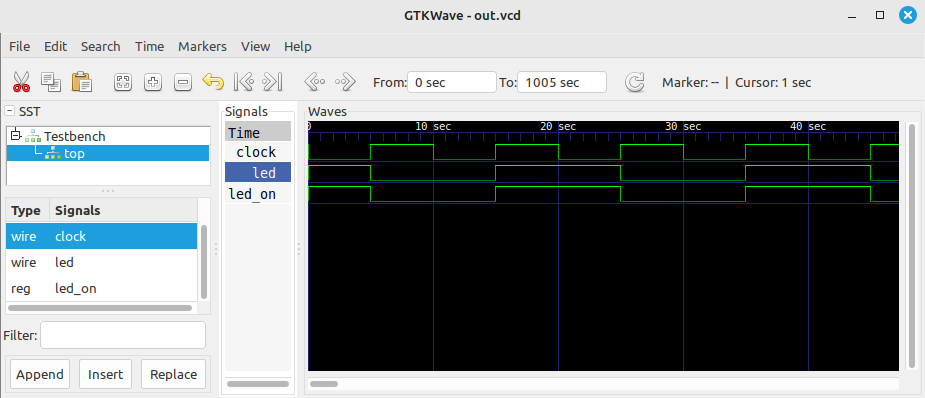 GTKWave - out.vcd
File Edit Search Time Markers View Help
From: 0 sec To: 1005 sec Marker: -- | Cursor: 1 sec
SST
Testbench
top
Type Signals
wire clock
wire led
reg led_on
Filter:
Append Insert Replace
Signals
Time
clock
led
led_on
Waves
0 10 sec 20 sec 30 sec 40 sec